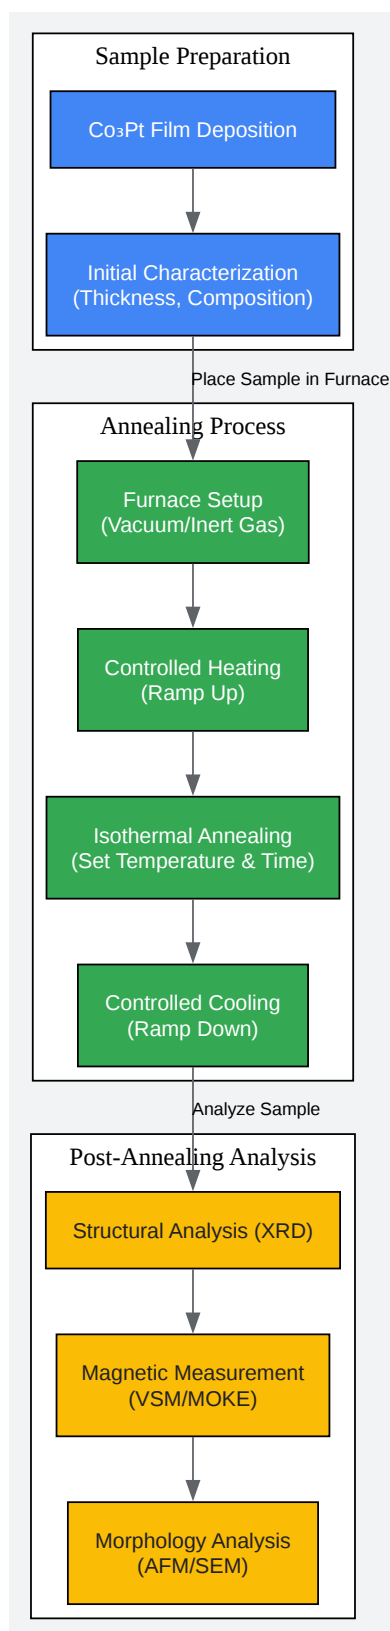 Sample Preparation
Co₃Pt Film Deposition
Initial Characterization
(Thickness, Composition)
Place Sample in Furnace
Annealing Process
Furnace Setup
(Vacuum/Inert Gas)
Controlled Heating
(Ramp Up)
Isothermal Annealing
(Set Temperature & Time)
Controlled Cooling
(Ramp Down)
Analyze Sample
Post-Annealing Analysis
Structural Analysis (XRD)
Magnetic Measurement
(VSM/MOKE)
Morphology Analysis
(AFM/SEM)